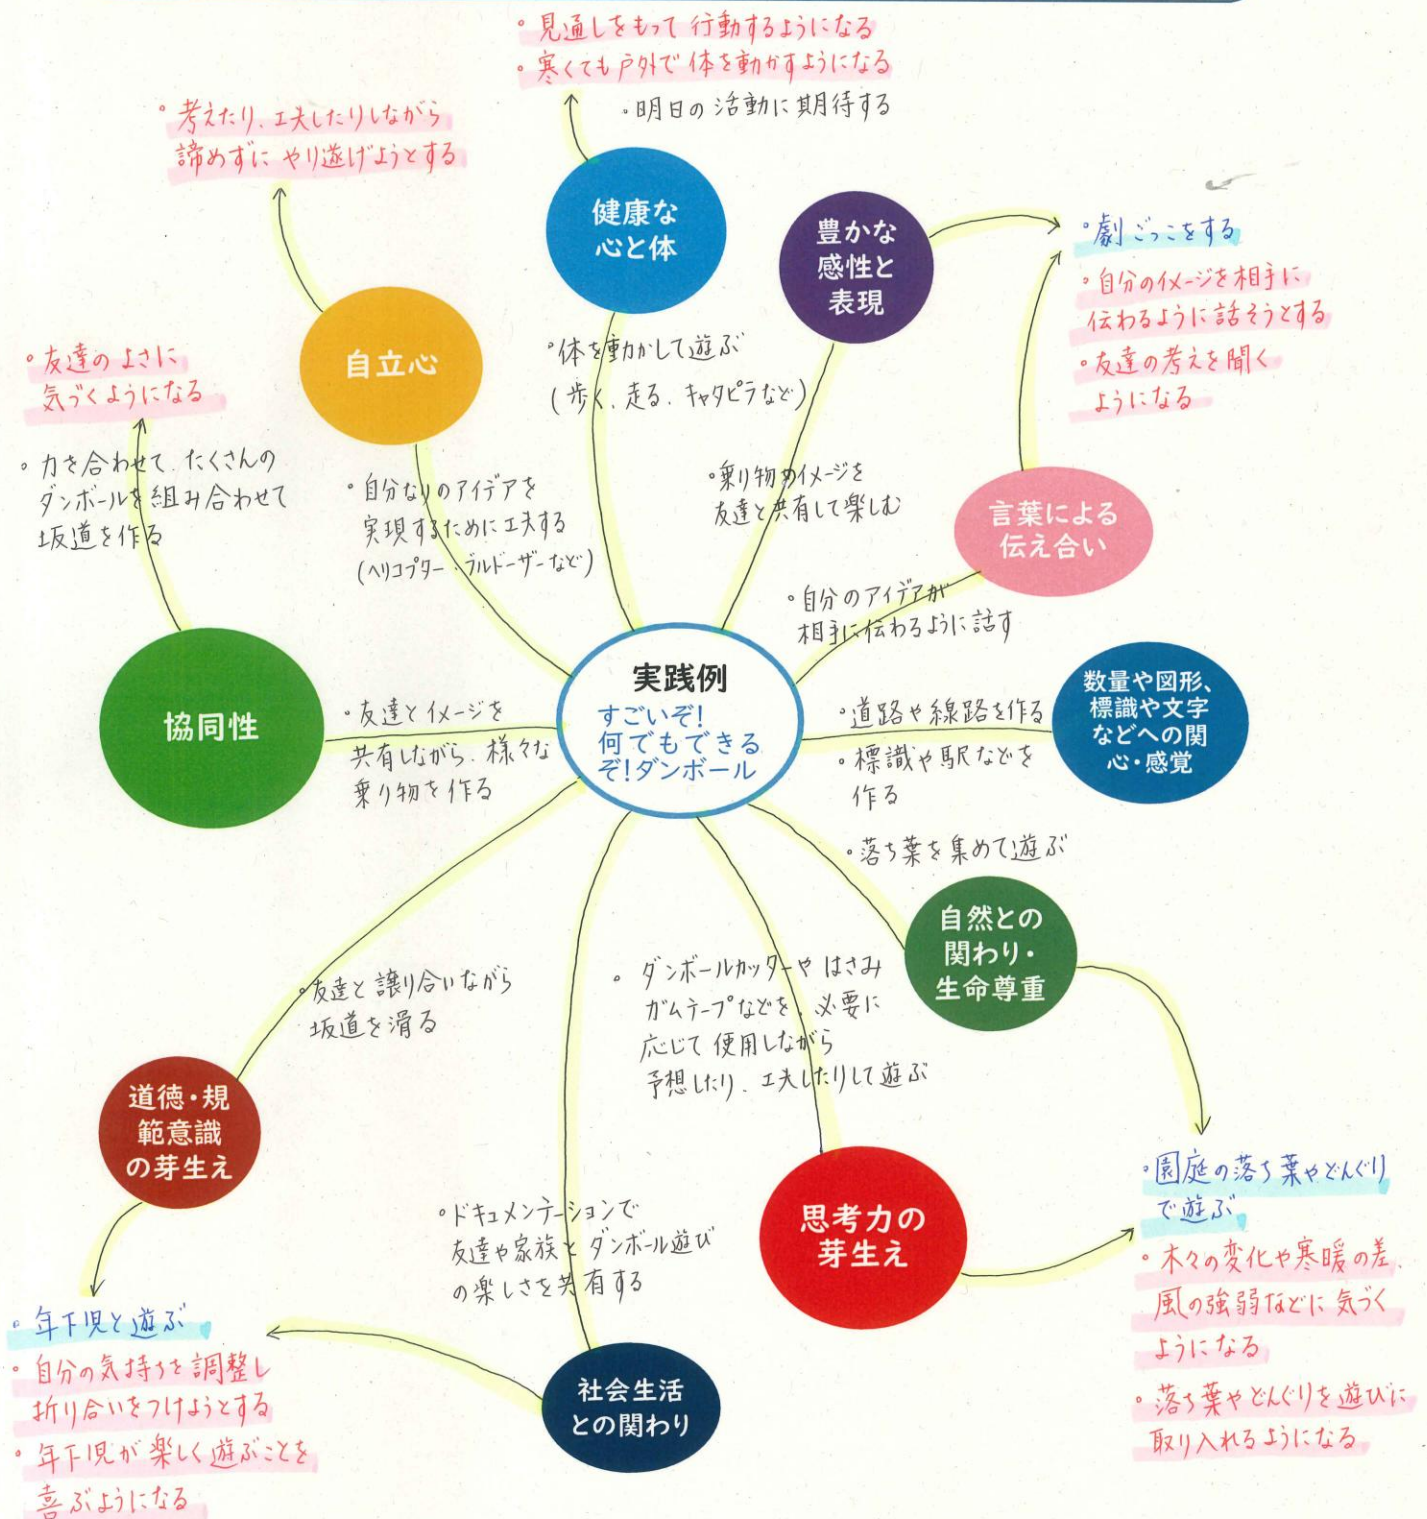 ・見通しをもって行動するようになる
・寒くても戸外で体を動かすようになる
・明日の活動に期待する
・考えたり、工夫したりしながら
諦めずにやり遂げようとする
健康な
心と体
豊かな
感性と
表現
・劇ごっこをする
・自分のイメージを相手に
伝わるように話そうとする
・友達の考えを聞く
ようになる
自立心
・友達のよさに
気づくようになる
・体を動かして遊ぶ
(歩く、走る、キャタピラなど)
・力を合わせて、たくさんの
ダンボールを組み合わせて
坂道を作る
・自分なりのアイデアを
実現するために工夫する
(ヘリコプター・ブルドーザーなど)
・乗り物のイメージを
友達と共有して楽しむ
言葉による
伝え合い
・自分のアイデアが
相手に伝わるように話す
実践例
すごいぞ!
何でもできる
ぞ!ダンボール
協同性
・友達とイメージを
共有しながら、様々な
乗り物を作る
・道路や線路を作る
・標識や駅などを
作る
数量や図形、
標識や文字
などへの関
心・感覚
・落ち葉を集めて遊ぶ
自然との
関わり・
生命尊重
・友達と譲り合いながら
坂道を滑る
・ダンボールカッターやはさみ
ガムテープなどを、必要に
応じて使用しながら
予想したり、工夫したりして遊ぶ
道徳・規
範意識
の芽生え
・ドキュメンテーションで
友達や家族とダンボール遊び
の楽しさを共有する
思考力の
芽生え
・園庭の落ち葉やどんぐり
で遊ぶ
・木々の変化や寒暖の差、
風の強弱などに気づく
ようになる
・落ち葉やどんぐりを遊びに
取り入れるようになる
・年下児と遊ぶ
・自分の気持ちを調整し
折り合いをつけようとする
・年下児が楽しく遊ぶことを
喜ぶようになる
社会生活
との関わり